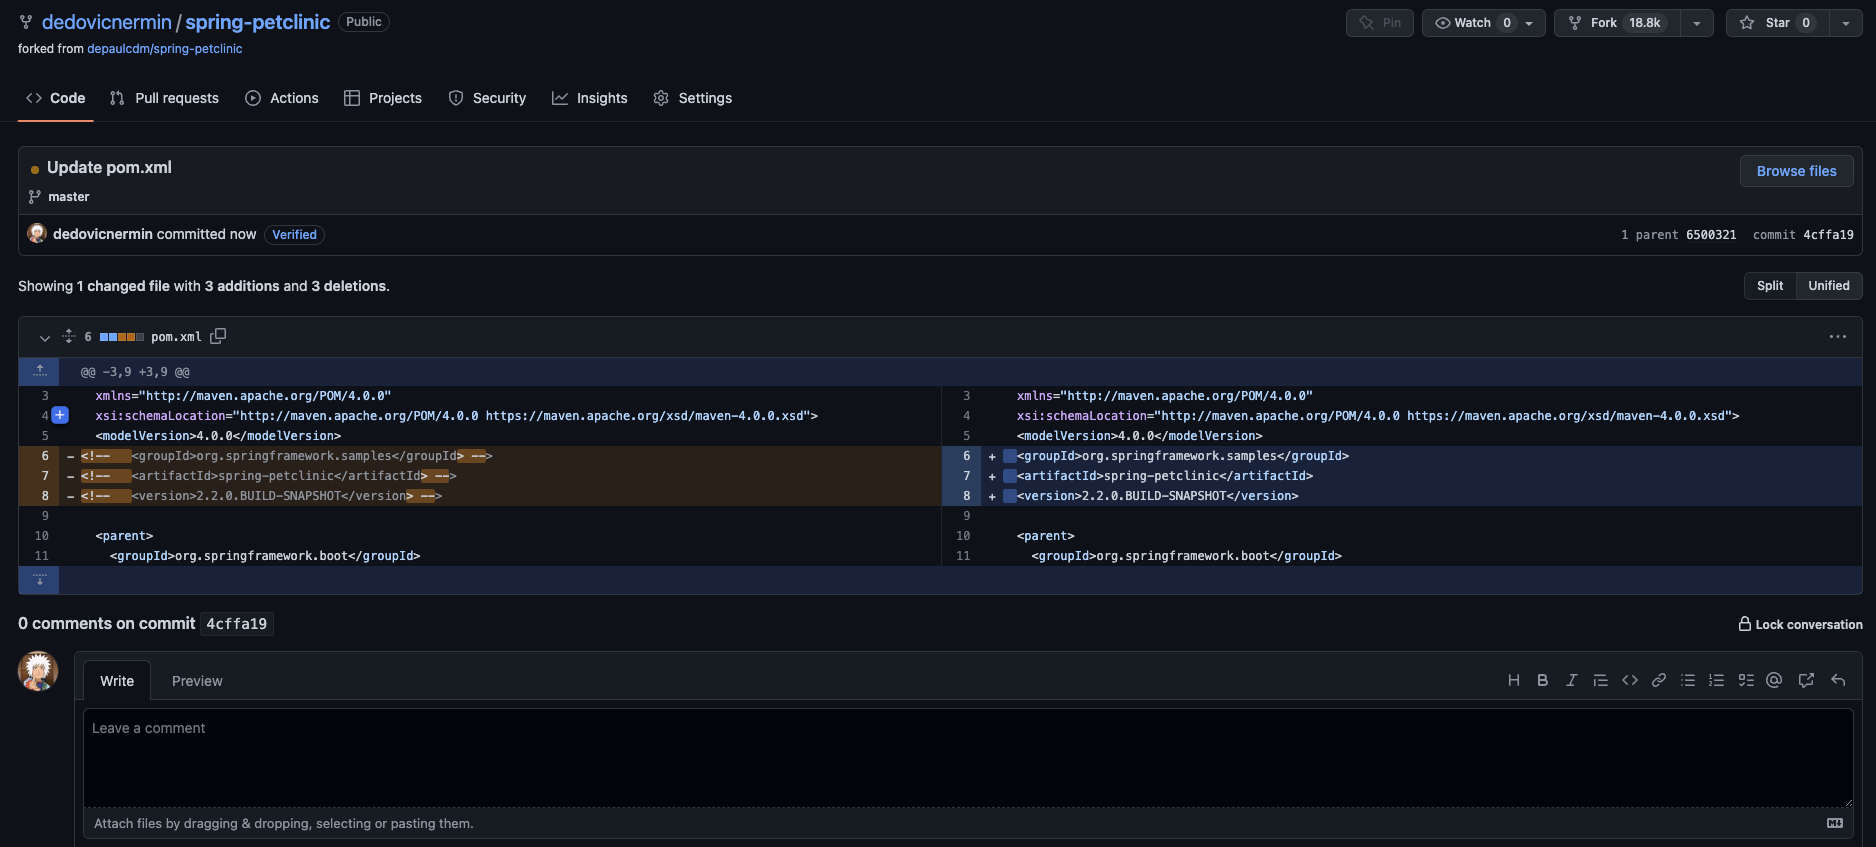 dedovicnermin / spring-petclinic Public
Pin Watch 0 Fork 18.8k Star 0
forked from depaulcdm/spring-petclinic
Code Pull requests Actions Projects Security Insights Settings
Update pom.xml
Browse files
master
dedovicnermin committed now Verified
1 parent 6500321 commit 4cffa19
Showing 1 changed file with 3 additions and 3 deletions.
Split Unified
6 pom.xml
@@ -3,9 +3,9 @@
3 xmlns="http://maven.apache.org/POM/4.0.0"
4 xsi:schemaLocation="http://maven.apache.org/POM/4.0.0 https://maven.apache.org/xsd/maven-4.0.0.xsd">
5 <modelVersion>4.0.0</modelVersion>
6 - <!-- <groupId>org.springframework.samples</groupId> -->
7 - <!-- <artifactId>spring-petclinic</artifactId> -->
8 - <!-- <version>2.2.0.BUILD-SNAPSHOT</version> -->
9
10 <parent>
11 <groupId>org.springframework.boot</groupId>
3 xmlns="http://maven.apache.org/POM/4.0.0"
4 xsi:schemaLocation="http://maven.apache.org/POM/4.0.0 https://maven.apache.org/xsd/maven-4.0.0.xsd">
5 <modelVersion>4.0.0</modelVersion>
6 + <groupId>org.springframework.samples</groupId>
7 + <artifactId>spring-petclinic</artifactId>
8 + <version>2.2.0.BUILD-SNAPSHOT</version>
9
10 <parent>
11 <groupId>org.springframework.boot</groupId>
0 comments on commit 4cffa19
Lock conversation
Write Preview
Leave a comment
Attach files by dragging & dropping, selecting or pasting them.